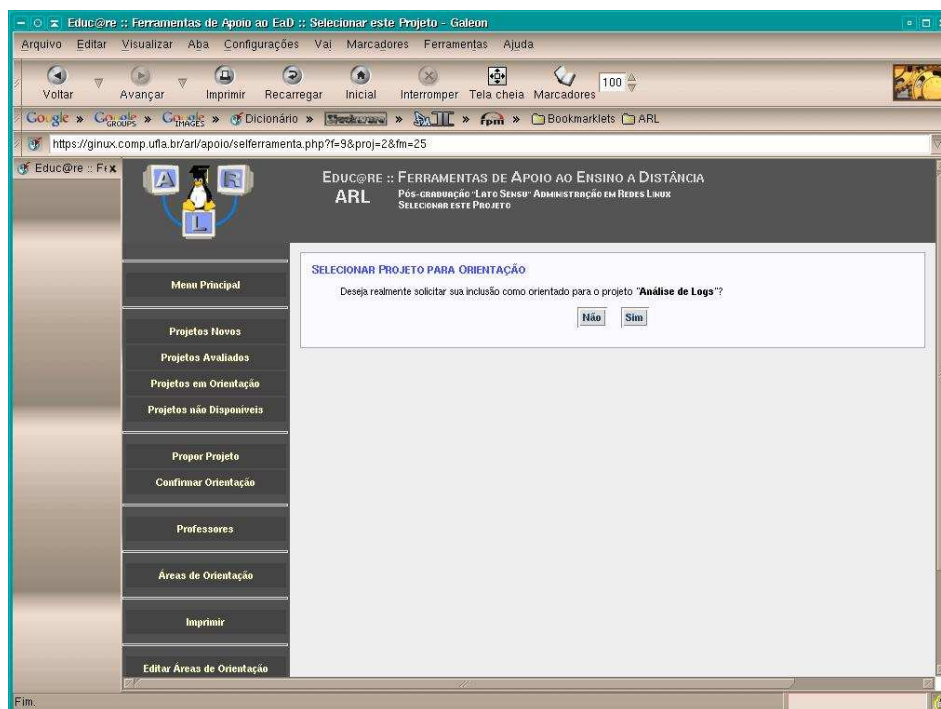 Educ@re :: Ferramentas de Apoio ao EaD :: Selecionar este Projeto - Galeon
Arquivo Editar Visualizar Aba Configurações Vai Marcadores Ferramentas Ajuda
Voltar Avançar Imprimir Recarregar Inicial Interromper Tela cheia Marcadores 100
Google » Google GROUPS » Google IMAGES » Dicionário » » » fpm » Bookmarklets ARL
https://ginux.comp.ufla.br/arl/apoio/selferramenta.php?f=9&proj=2&fm=25
Educ@re :: Fe
A R L
EDUC@RE :: FERRAMENTAS DE APOIO AO ENSINO A DISTÂNCIA
ARL PÓS-GRADUAÇÃO "LATO SENSU" ADMINISTRAÇÃO EM REDES LINUX
SELECIONAR ESTE PROJETO
Menu Principal
Projetos Novos
Projetos Avaliados
Projetos em Orientação
Projetos não Disponíveis
Propor Projeto
Confirmar Orientação
Professores
Áreas de Orientação
Imprimir
Editar Áreas de Orientação
SELECIONAR PROJETO PARA ORIENTAÇÃO
Deseja realmente solicitar sua inclusão como orientado para o projeto "Análise de Logs"?
Não Sim
Fim.